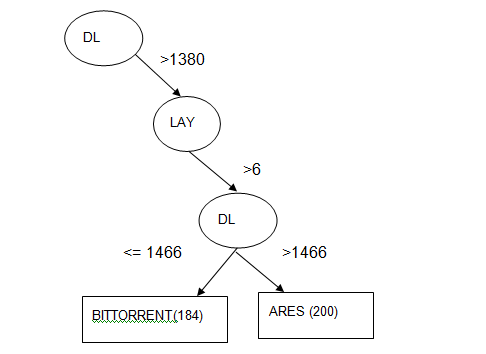 DL
>1380
LAY
>6
DL
<= 1466
>1466
BITTORRENT(184)
ARES (200)